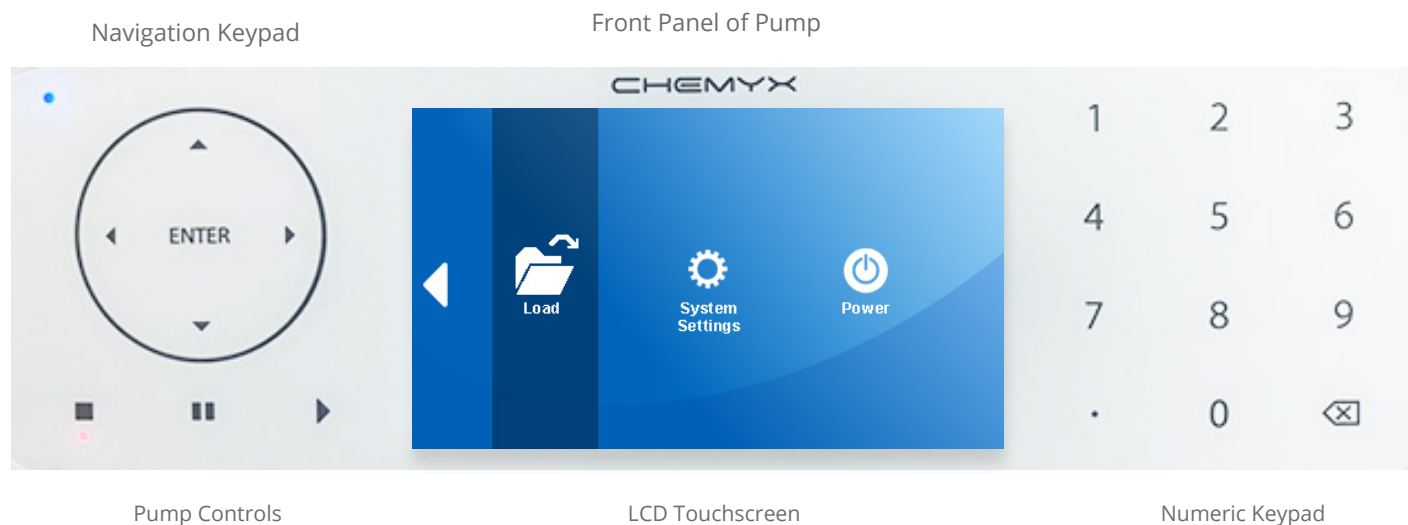 Navigation Keypad
Front Panel of Pump
CHEMYX
ENTER
Load
System
Settings
Power
1 2 3
4 5 6
7 8 9
. 0
Pump Controls
LCD Touchscreen
Numeric Keypad